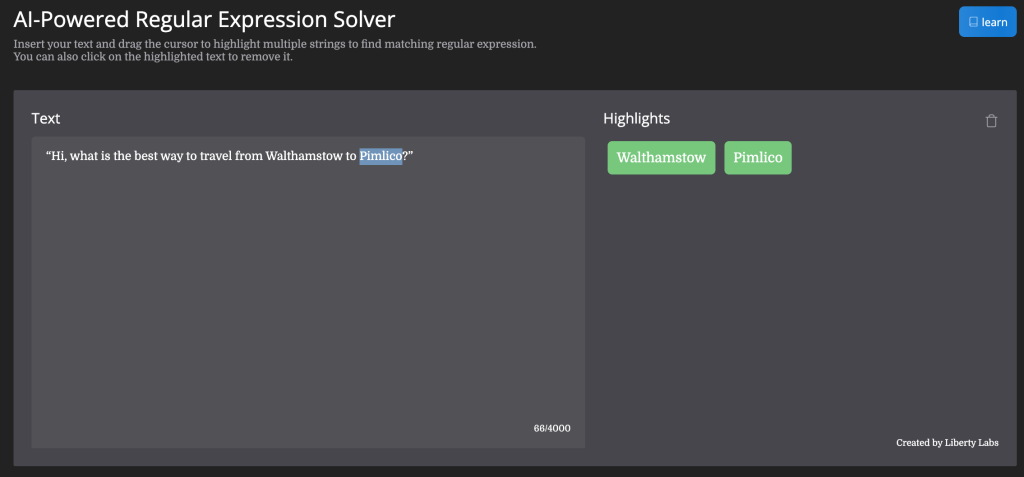 AI-Powered Regular Expression Solver
learn
Insert your text and drag the cursor to highlight multiple strings to find matching regular expression.
You can also click on the highlighted text to remove it.
Text
“Hi, what is the best way to travel from Walthamstow to Pimlico?”
66/4000
Highlights
Walthamstow Pimlico
Created by Liberty Labs